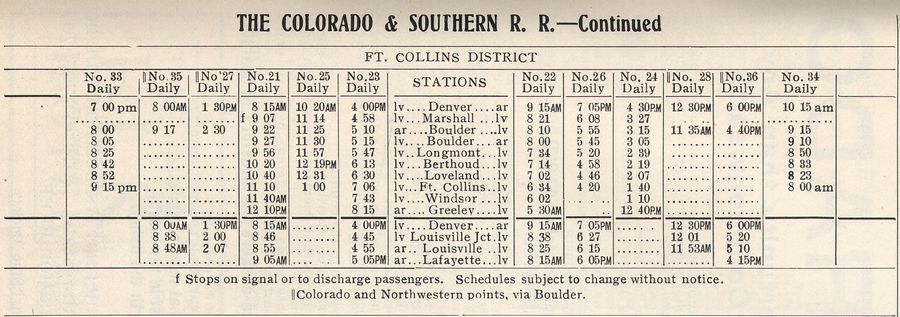 THE COLORADO & SOUTHERN R. R.—Continued
FT. COLLINS DISTRICT
No. 33 ‖No. 35 ‖No'27 No.21 No. 25 No. 23 STATIONS No. 22 No. 26 No. 24 ‖No. 28 ‖No. 36 No. 34
Daily Daily Daily Daily Daily Daily Daily Daily Daily Daily Daily Daily
7 00 pm 8 00AM 1 30PM 8 15AM 10 20AM 4 00PM lv....Denver....ar 9 15AM 7 05PM 4 30PM 12 30PM 6 00PM 10 15 am
......... ........ ........ f 9 07 11 14 4 58 lv...Marshall ...lv 8 21 6 08 3 27 ........ ........ ........
8 00 9 17 2 30 9 22 11 25 5 10 ar...Boulder ...lv 8 10 5 55 3 15 11 35AM 4 40PM 9 15
8 05 ........ ........ 9 27 11 30 5 15 lv...Boulder....ar 8 00 5 45 3 05 ........ ........ 9 10
8 25 ........ ........ 9 56 11 57 5 47 lv..Longmont...lv 7 34 5 20 2 39 ........ ........ 8 50
8 42 ........ ........ 10 20 12 19PM 6 13 lv...Berthoud...lv 7 14 4 58 2 19 ........ ........ 8 33
8 52 ........ ........ 10 40 12 31 6 30 lv...Loveland...lv 7 02 4 46 2 07 ........ ........ 8 23
9 15 pm ........ ........ 11 10 1 00 7 06 lv...Ft. Collins...lv 6 34 4 20 1 40 ........ ........ 8 00 am
........ ........ 11 40AM 7 43 lv...Windsor ...lv 6 02 ........ 1 10 ........ ........
........ ........ 12 10PM 8 15 ar....Greeley....lv 5 30AM ........ 12 40PM ........ ........
8 00AM 1 30PM 8 15AM ........ 4 00PM lv....Denver....ar 9 15AM 7 05PM ........ 12 30PM 6 00PM
8 38 2 00 8 46 ........ 4 45 lv Louisville Jct.lv 8 38 6 27 ........ 12 01 5 20
8 48AM 2 07 8 55 ........ 4 55 ar.. Louisville ..lv 8 25 6 15 ........ 11 53AM 5 10
........ ........ 9 05AM ........ 5 05PM ar...Lafayette...lv 8 15AM 6 05PM ........ ........ 4 15PM
f Stops on signal or to discharge passengers. Schedules subject to change without notice.
‖Colorado and Northwestern points, via Boulder.